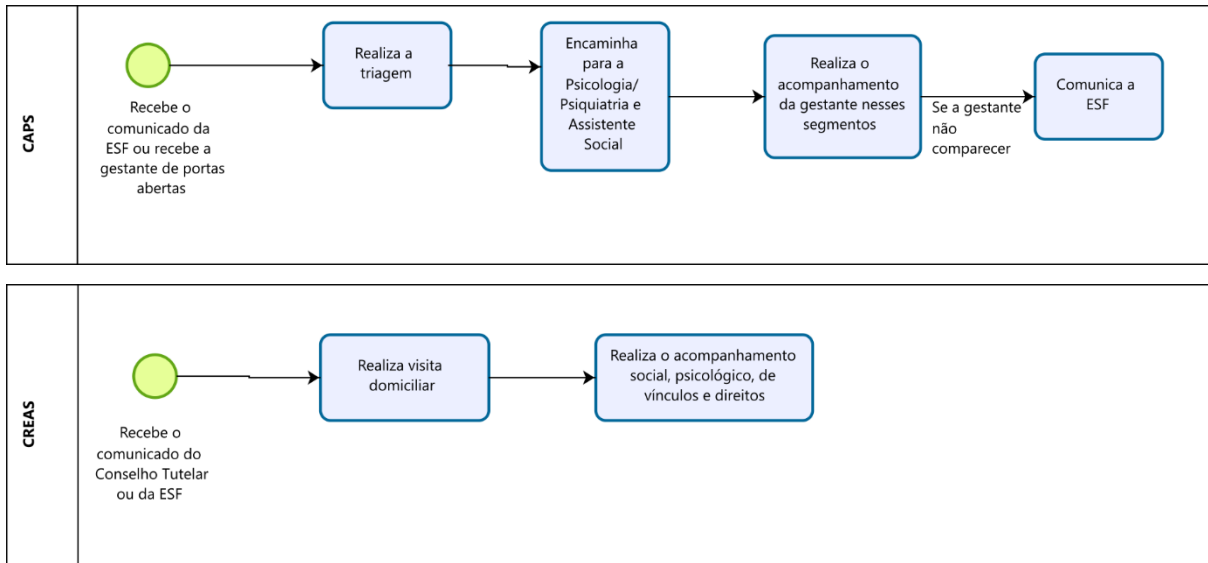 CAPS
Recebe o
comunicado da
ESF ou recebe a
gestante de portas
abertas
Realiza a
triagem
Encaminha
para a
Psicologia/
Psiquiatria e
Assistente
Social
Realiza o
acompanhamento
da gestante nesses
segmentos
Se a gestante
não
comparecer
Comunica a
ESF
CREAS
Recebe o
comunicado do
Conselho Tutelar
ou da ESF
Realiza visita
domiciliar
Realiza o acompanhamento
social, psicológico, de
vínculos e direitos